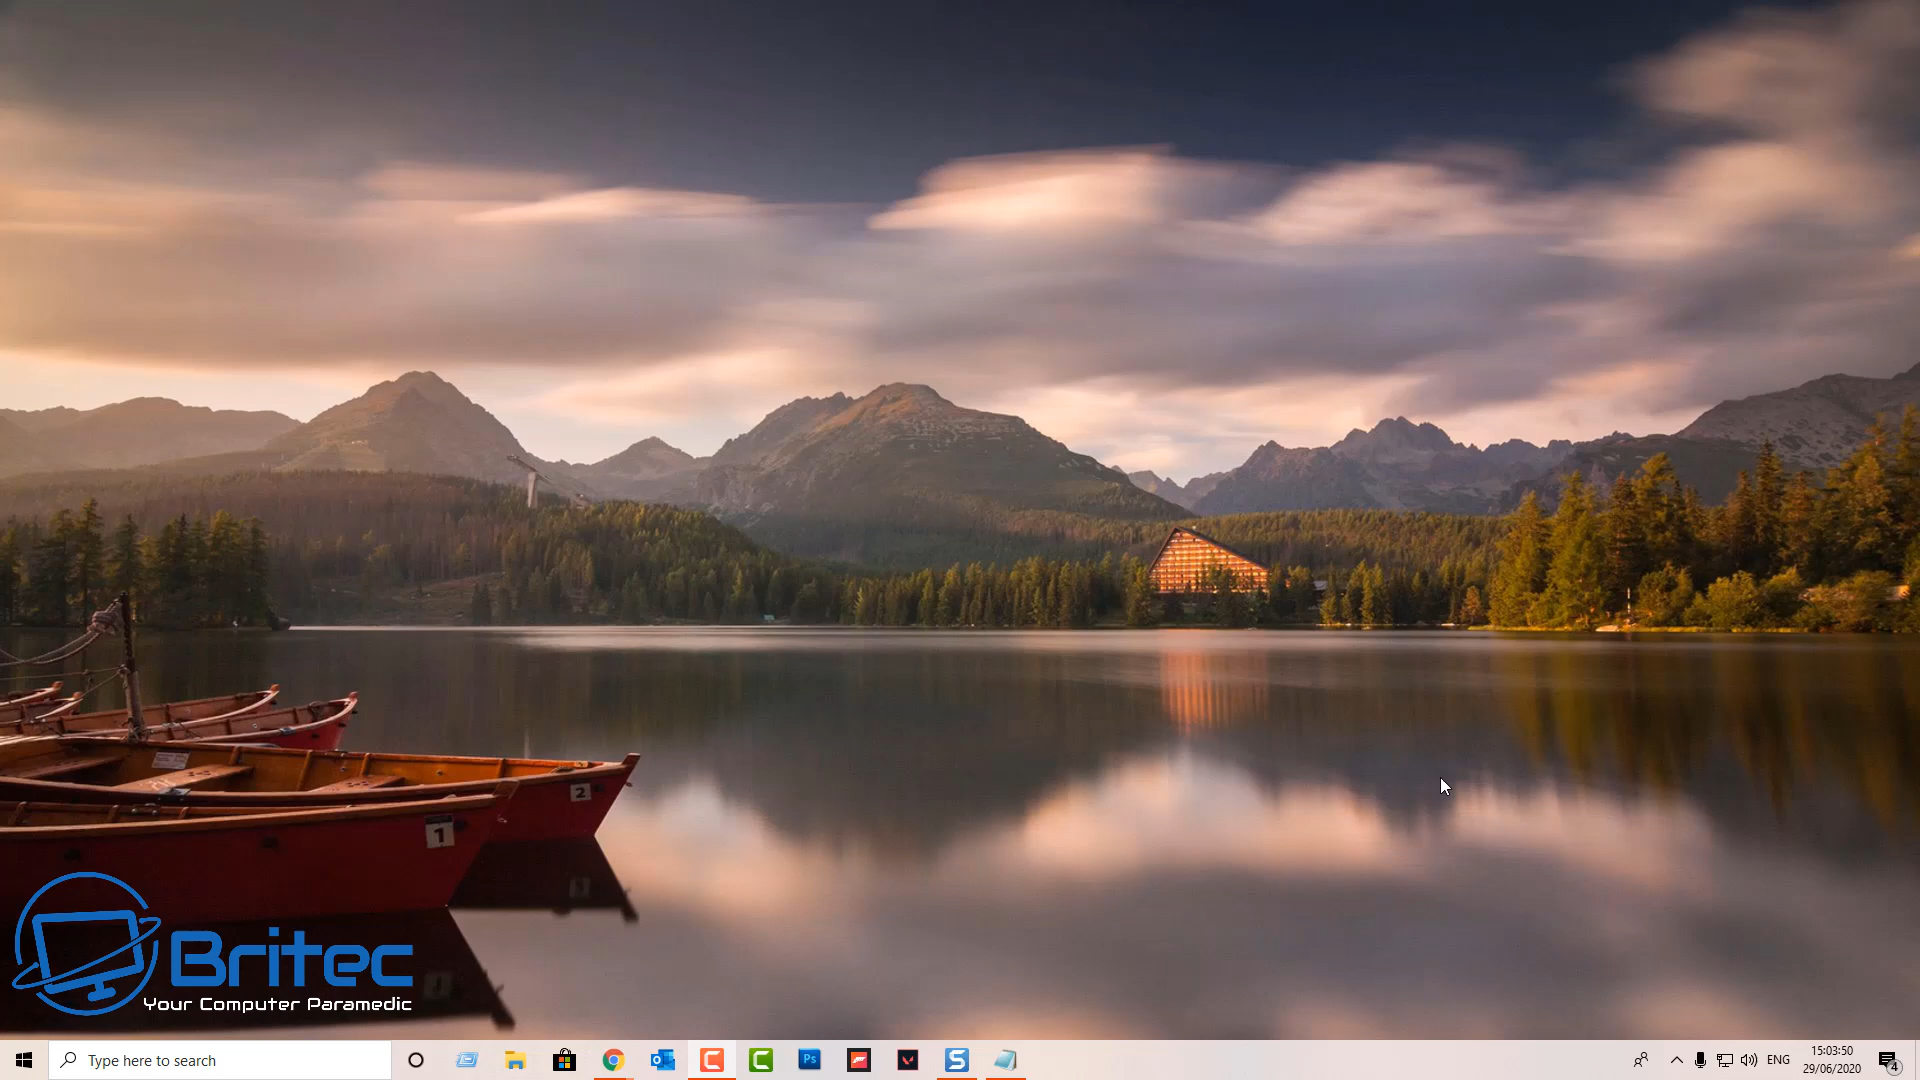 2
1
Britec
Your Computer Paramedic
Type here to search
Ps
S
ENG
15:03:50
29/06/2020
4